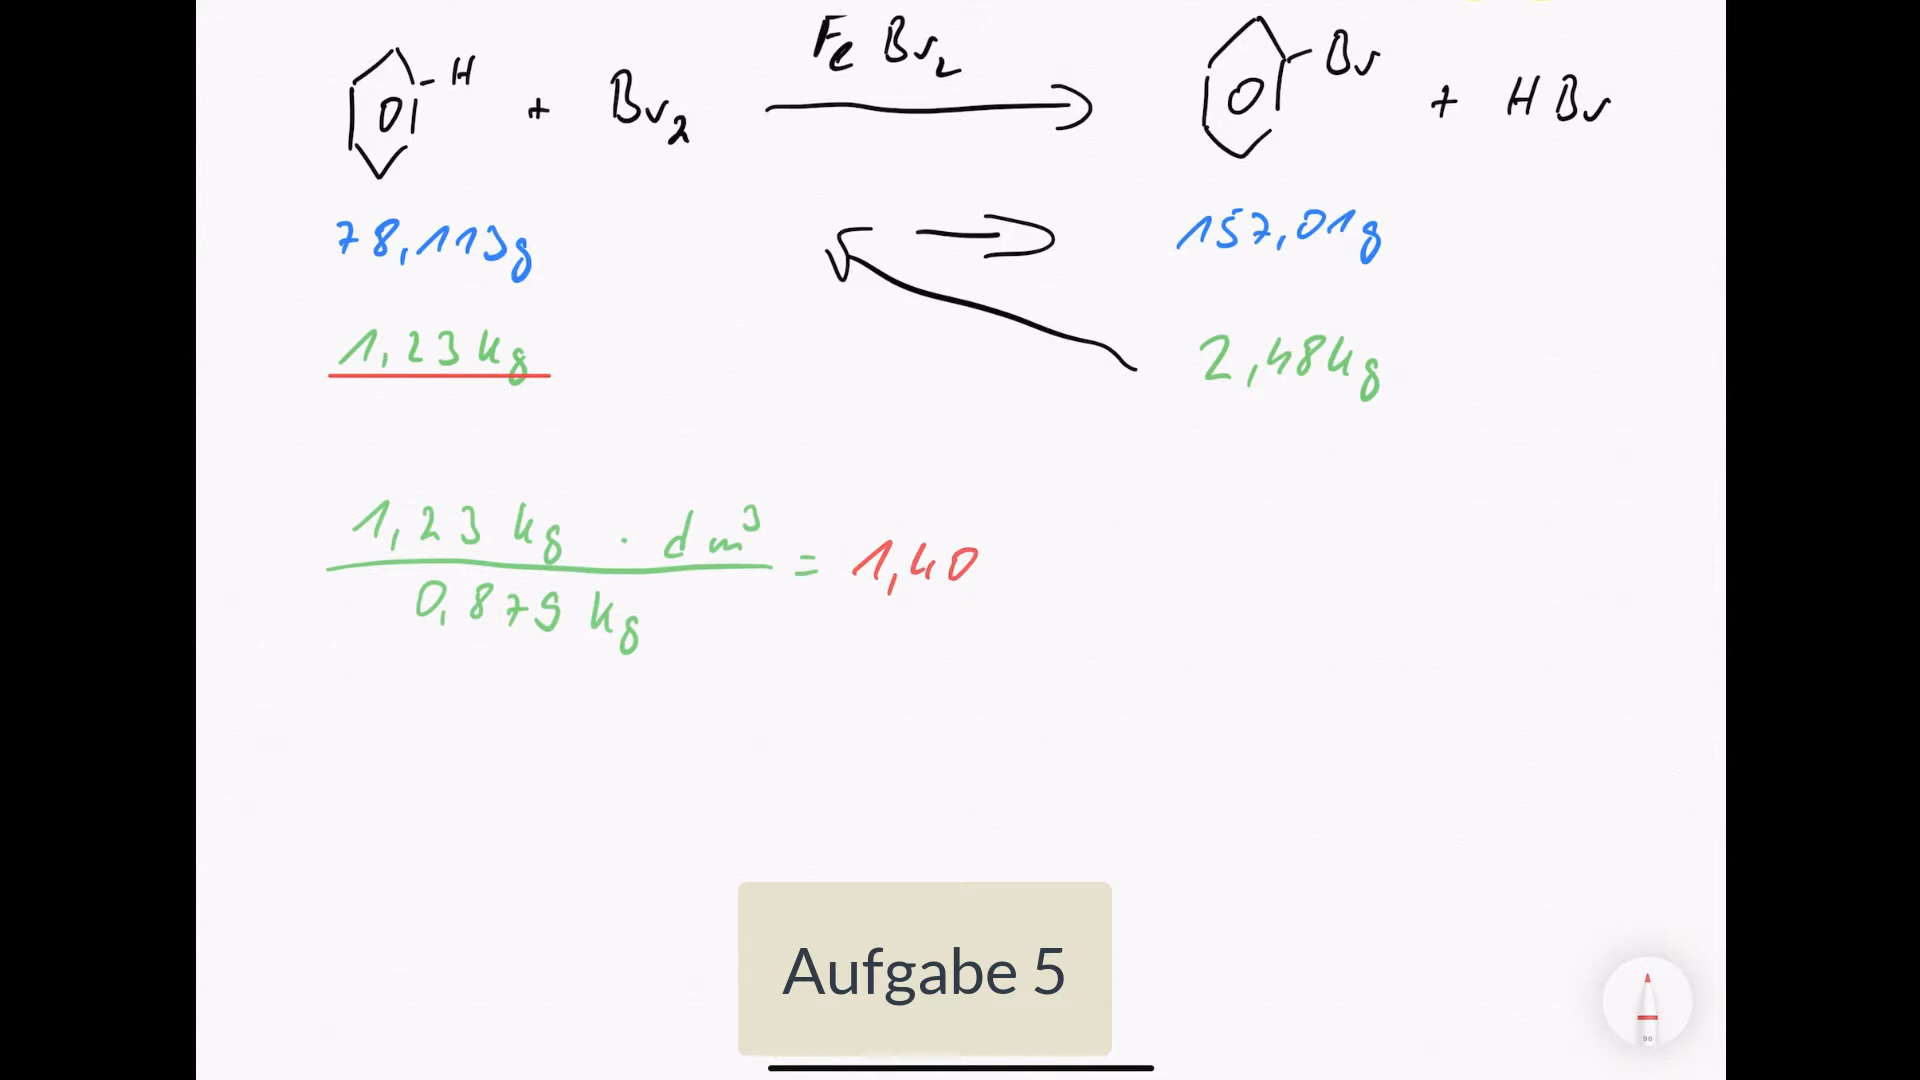 H + Br2 FeBr2 Br + HBr
78,113g 157,01g
1,23kg 2,48kg
1,23 kg · dm³
= 1,40
0,879 kg
Aufgabe 5